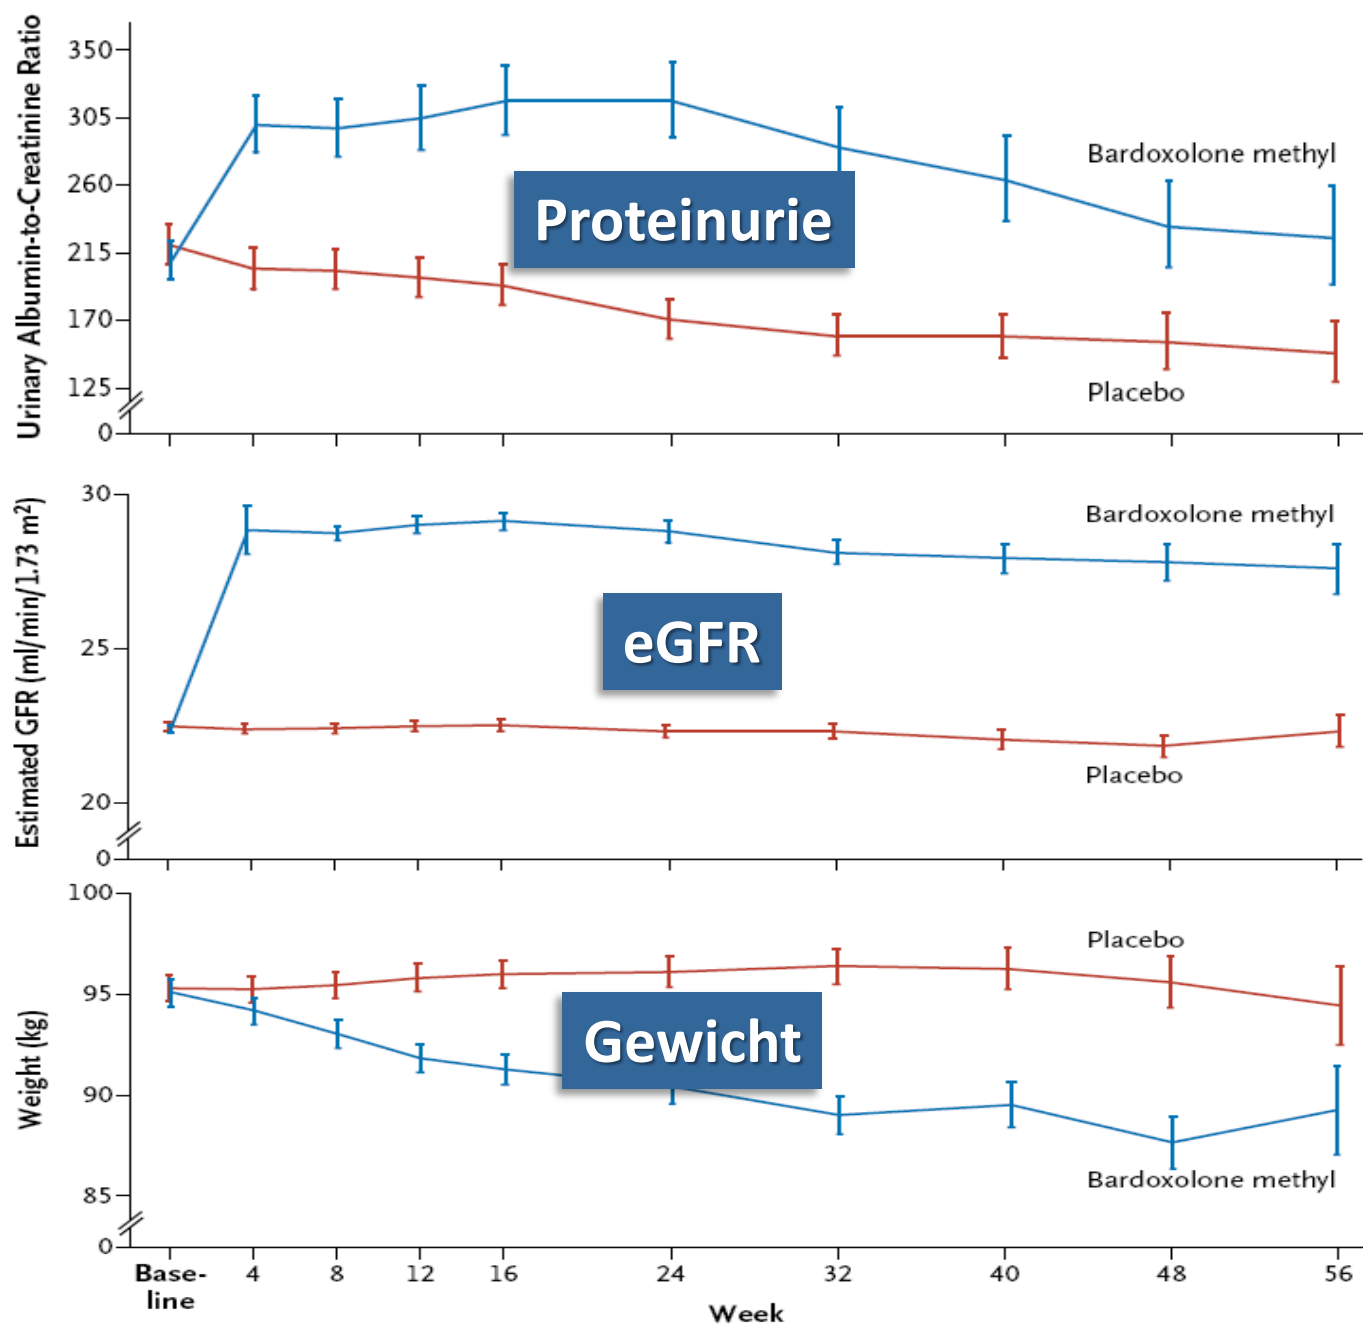 Urinary Albumin-to-Creatinine Ratio
350
305
260
215
170
125
0
Bardoxolone methyl
Proteinurie
Placebo
Estimated GFR (ml/min/1.73 m²)
30
25
20
0
Bardoxolone methyl
eGFR
Placebo
Weight (kg)
100
95
90
85
0
Placebo
Gewicht
Bardoxolone methyl
Base-
line
4 8 12 16 24 32 40 48 56
Week